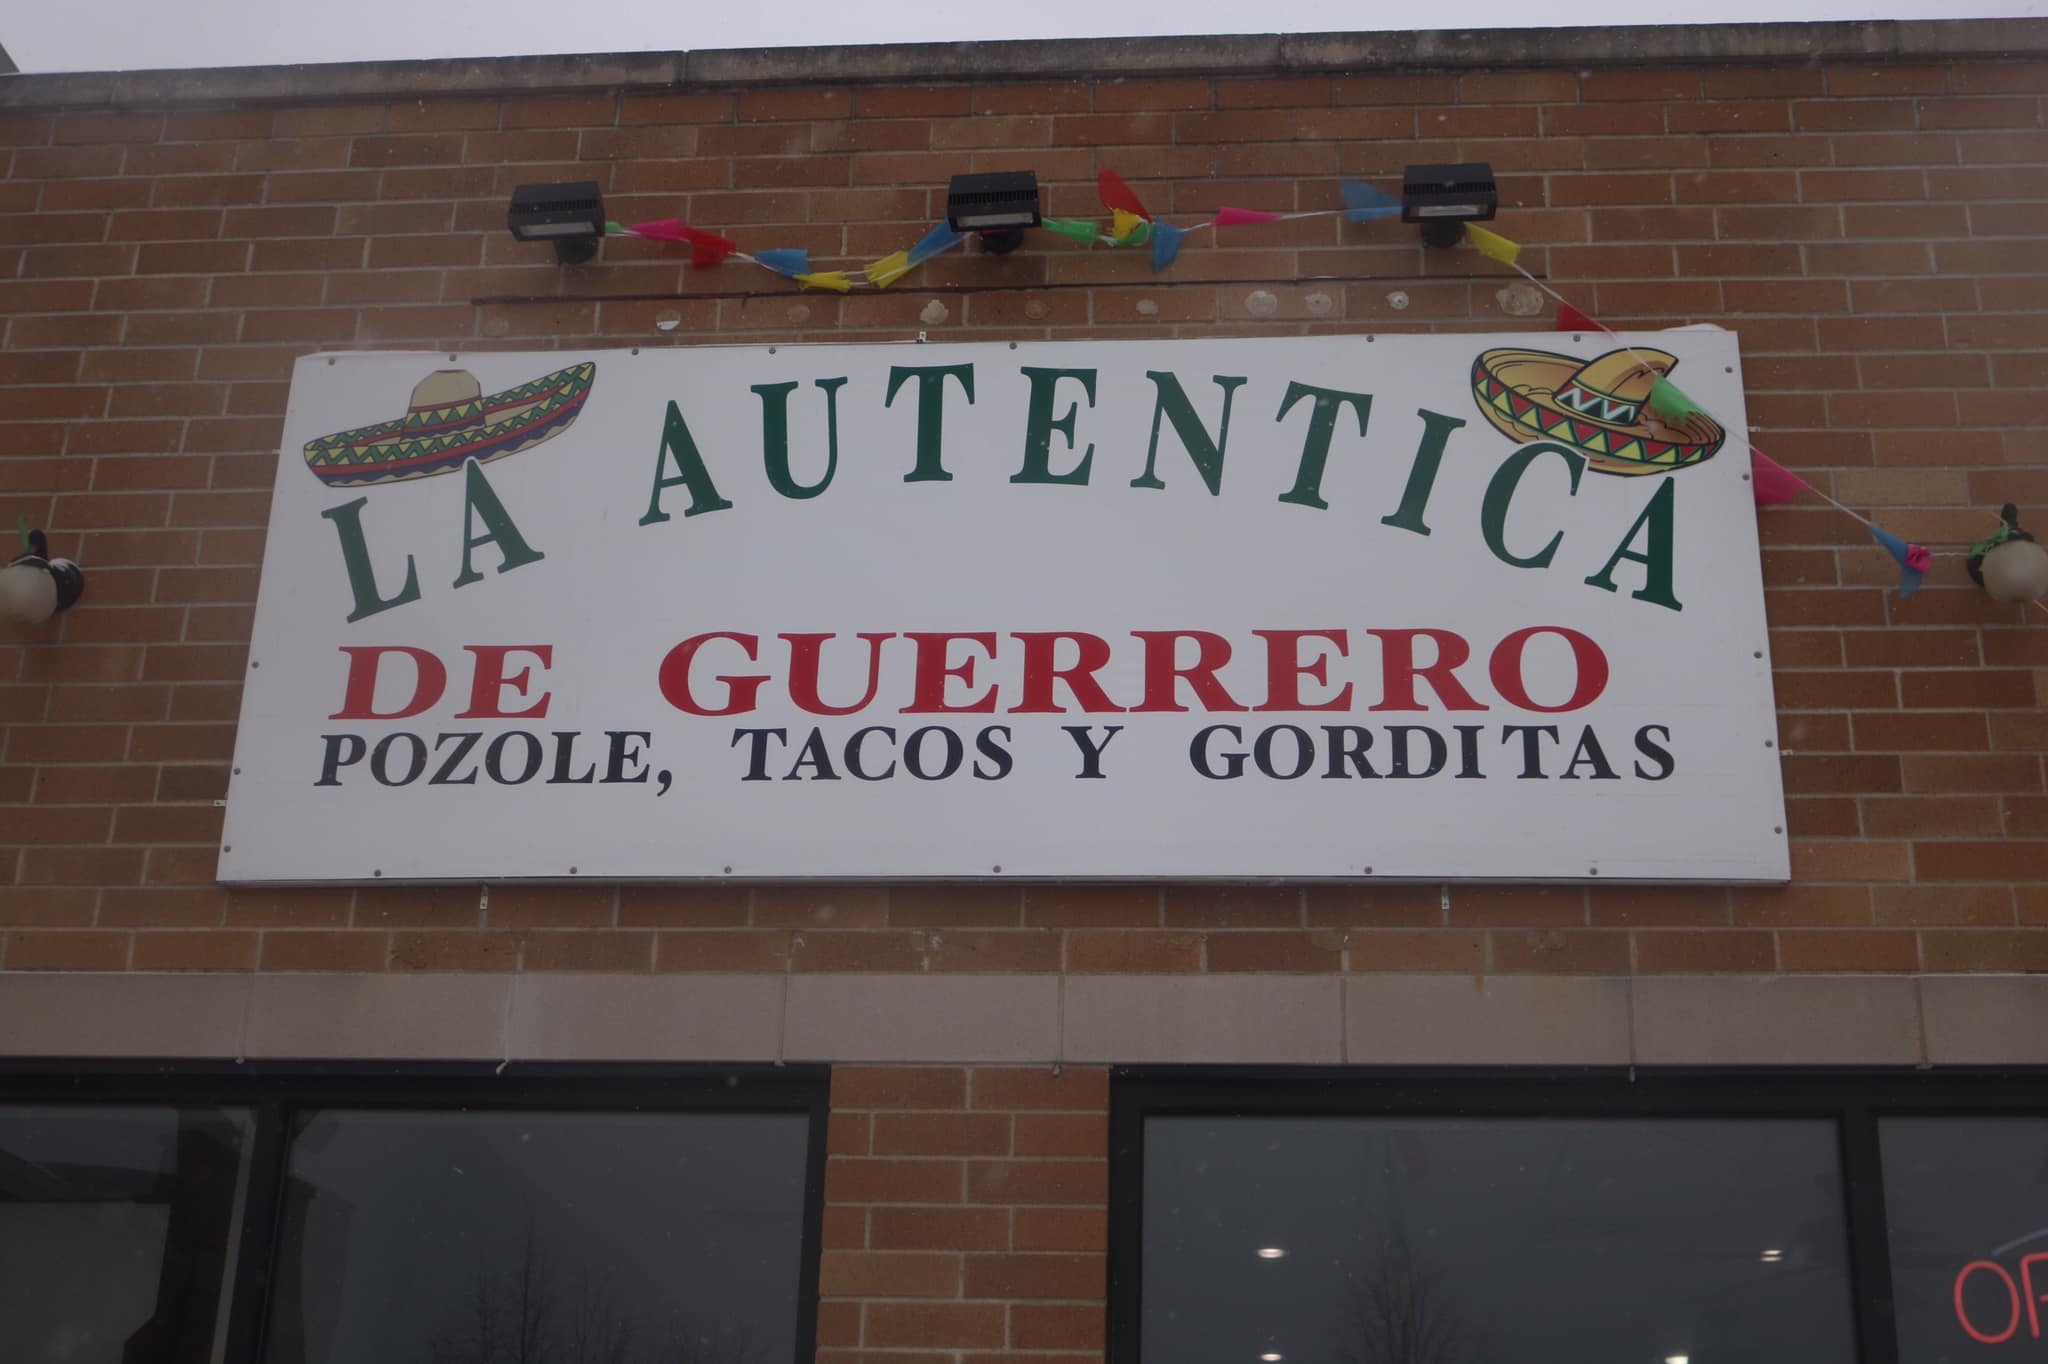 LA AUTENTICA
DE GUERRERO
POZOLE, TACOS Y GORDITAS